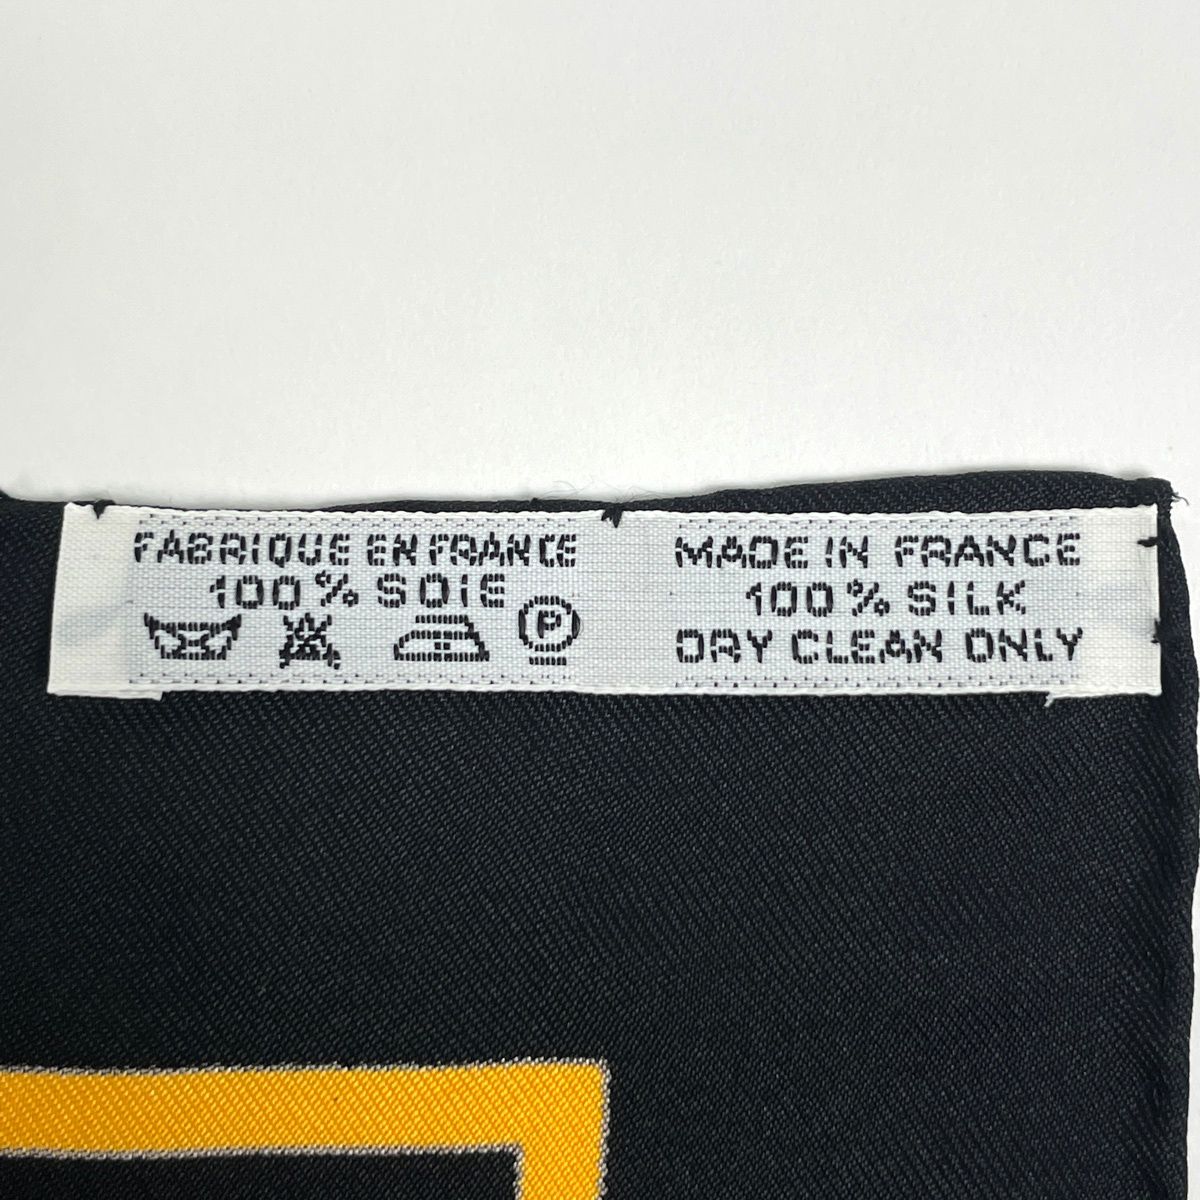 FABRIQUE EN FRANCE
100% SOIE
P
MADE IN FRANCE
100% SILK
DRY CLEAN ONLY